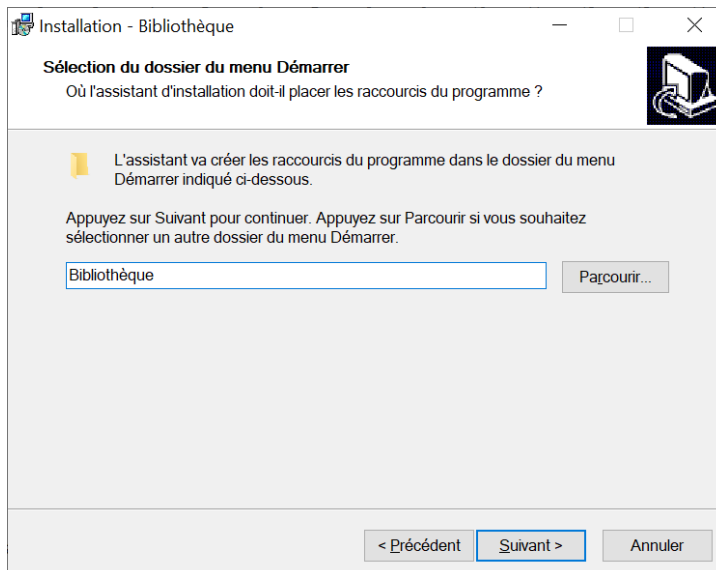 Installation - Bibliothèque
Sélection du dossier du menu Démarrer
Où l'assistant d'installation doit-il placer les raccourcis du programme ?
L'assistant va créer les raccourcis du programme dans le dossier du menu
Démarrer indiqué ci-dessous.
Appuyez sur Suivant pour continuer. Appuyez sur Parcourir si vous souhaitez
sélectionner un autre dossier du menu Démarrer.
Bibliothèque
Parcourir...
< Précédent
Suivant >
Annuler